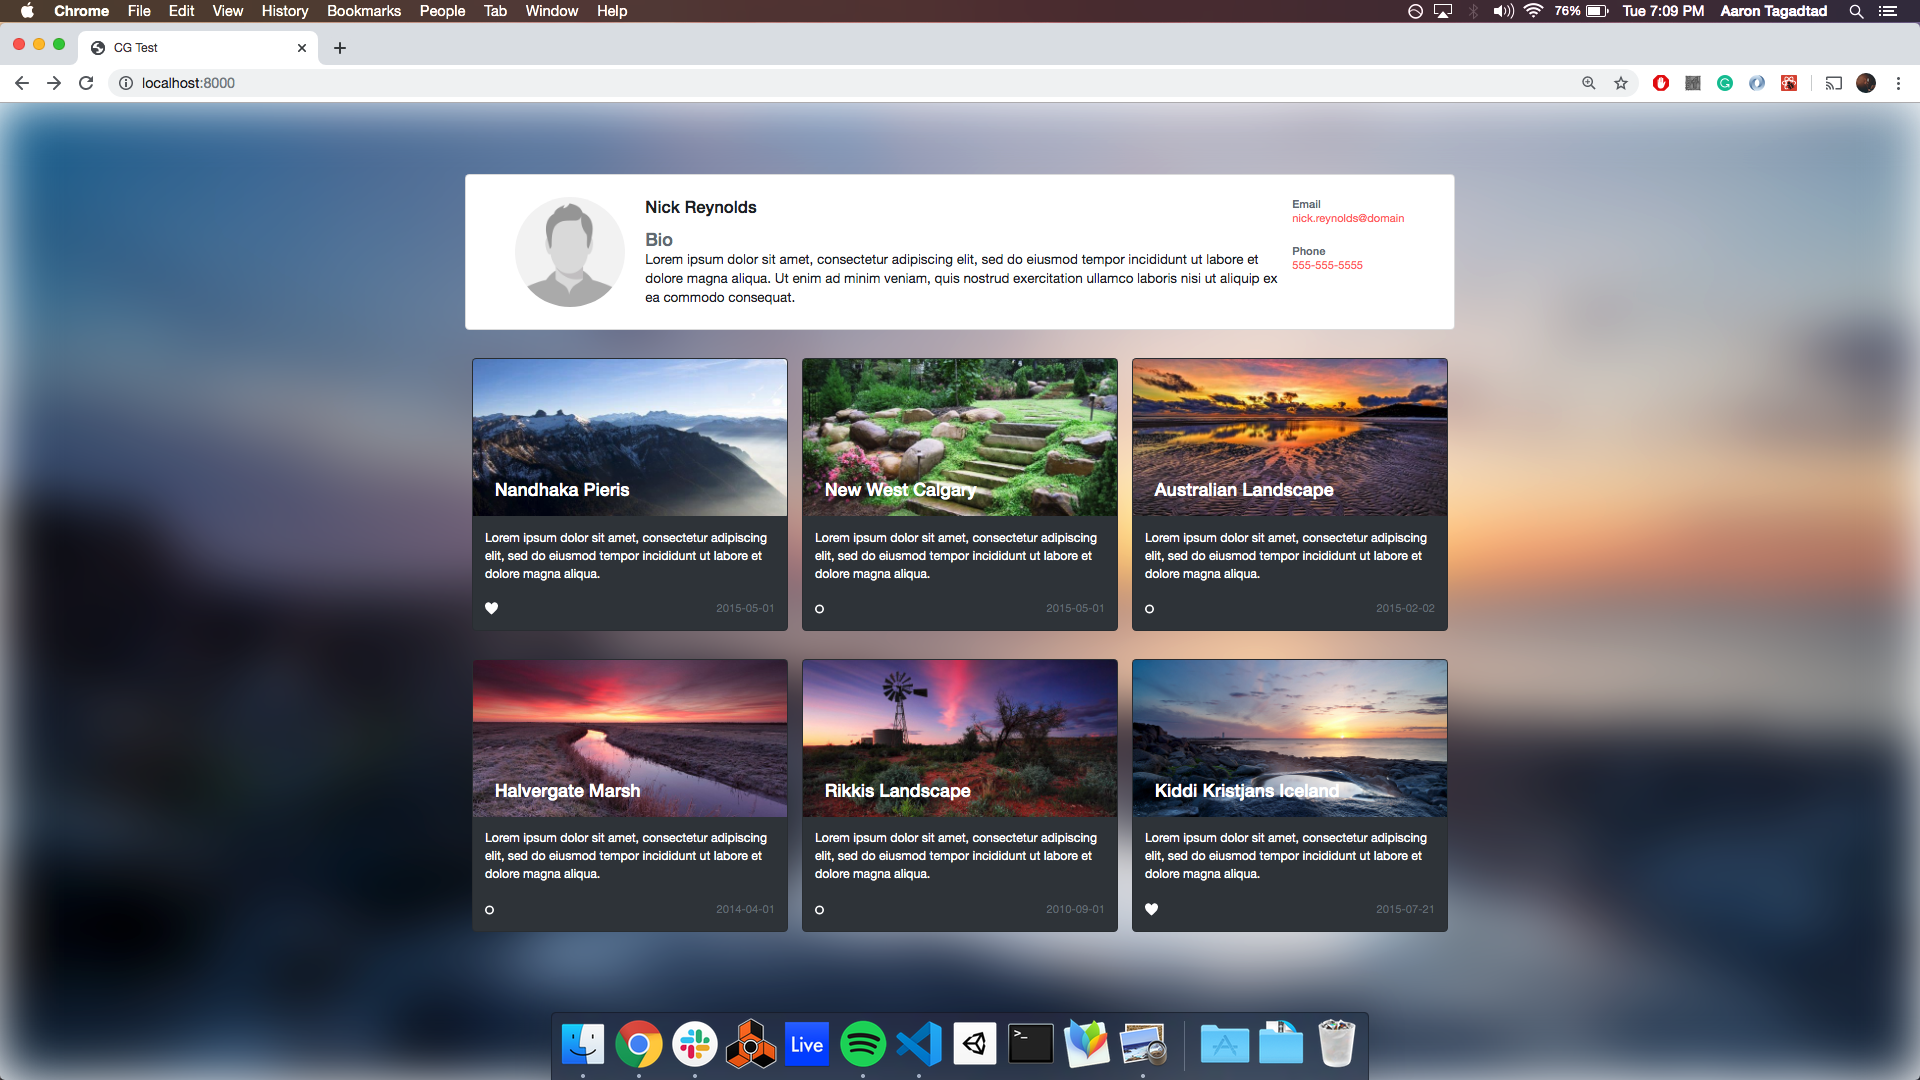 Chrome File Edit View History Bookmarks People Tab Window Help 76% Tue 7:09 PM Aaron Tagadtad
CG Test
localhost:8000
Nick Reynolds
Bio
Lorem ipsum dolor sit amet, consectetur adipiscing elit, sed do eiusmod tempor incididunt ut labore et
dolore magna aliqua. Ut enim ad minim veniam, quis nostrud exercitation ullamco laboris nisi ut aliquip ex
ea commodo consequat.
Email
nick.reynolds@domain
Phone
555-555-5555
Nandhaka Pieris
Lorem ipsum dolor sit amet, consectetur adipiscing
elit, sed do eiusmod tempor incididunt ut labore et
dolore magna aliqua.
2015-05-01
New West Calgary
Lorem ipsum dolor sit amet, consectetur adipiscing
elit, sed do eiusmod tempor incididunt ut labore et
dolore magna aliqua.
2015-05-01
Australian Landscape
Lorem ipsum dolor sit amet, consectetur adipiscing
elit, sed do eiusmod tempor incididunt ut labore et
dolore magna aliqua.
2015-02-02
Halvergate Marsh
Lorem ipsum dolor sit amet, consectetur adipiscing
elit, sed do eiusmod tempor incididunt ut labore et
dolore magna aliqua.
2014-04-01
Rikkis Landscape
Lorem ipsum dolor sit amet, consectetur adipiscing
elit, sed do eiusmod tempor incididunt ut labore et
dolore magna aliqua.
2010-09-01
Kiddi Kristjans Iceland
Lorem ipsum dolor sit amet, consectetur adipiscing
elit, sed do eiusmod tempor incididunt ut labore et
dolore magna aliqua.
2015-07-21
Live